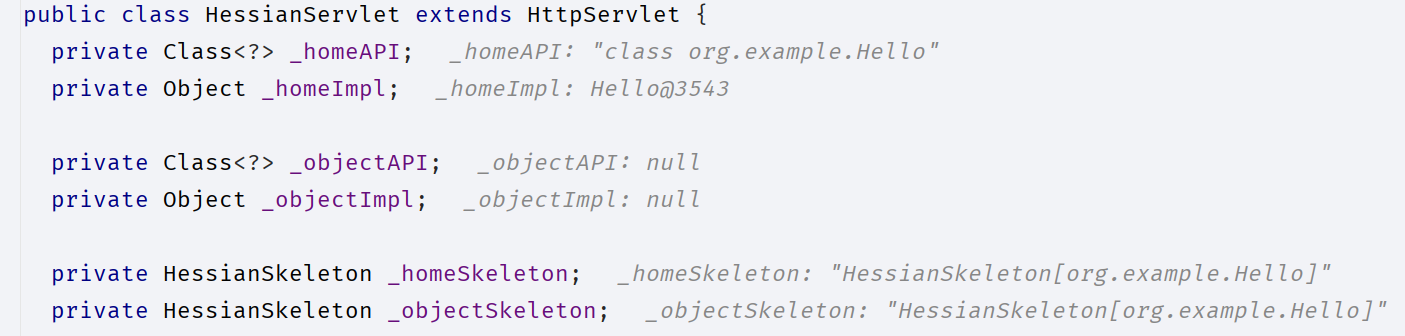 public class HessianServlet extends HttpServlet {
private Class<?> _homeAPI;   _homeAPI: "class org.example.Hello"
private Object _homeImpl;   _homeImpl: Hello@3543
private Class<?> _objectAPI;   _objectAPI: null
private Object _objectImpl;   _objectImpl: null
private HessianSkeleton _homeSkeleton;   _homeSkeleton: "HessianSkeleton[org.example.Hello]"
private HessianSkeleton _objectSkeleton;   _objectSkeleton: "HessianSkeleton[org.example.Hello]"